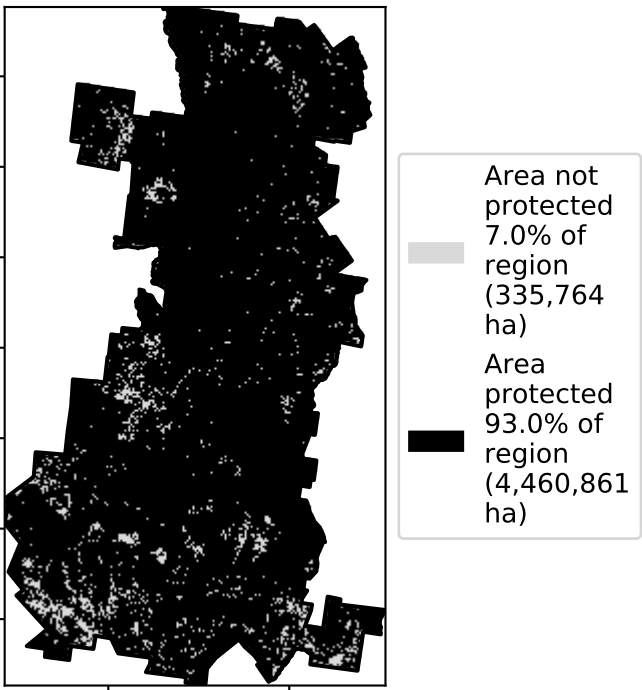 Area not
protected
7.0% of
region
(335,764
ha)
Area
protected
93.0% of
region
(4,460,861
ha)